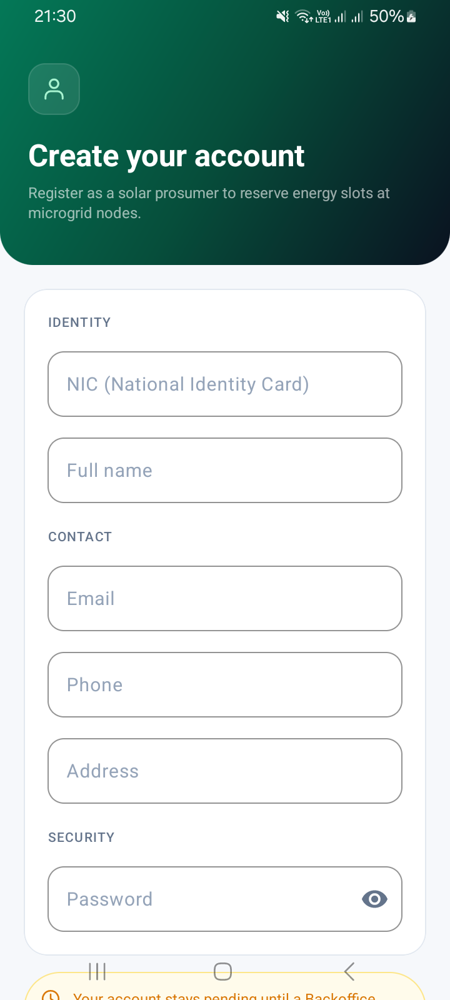 21:30
Vo)) LTE1 50%
Create your account
Register as a solar prosumer to reserve energy slots at
microgrid nodes.
IDENTITY
NIC (National Identity Card)
Full name
CONTACT
Email
Phone
Address
SECURITY
Password
Your account stays pending until a Backoffice